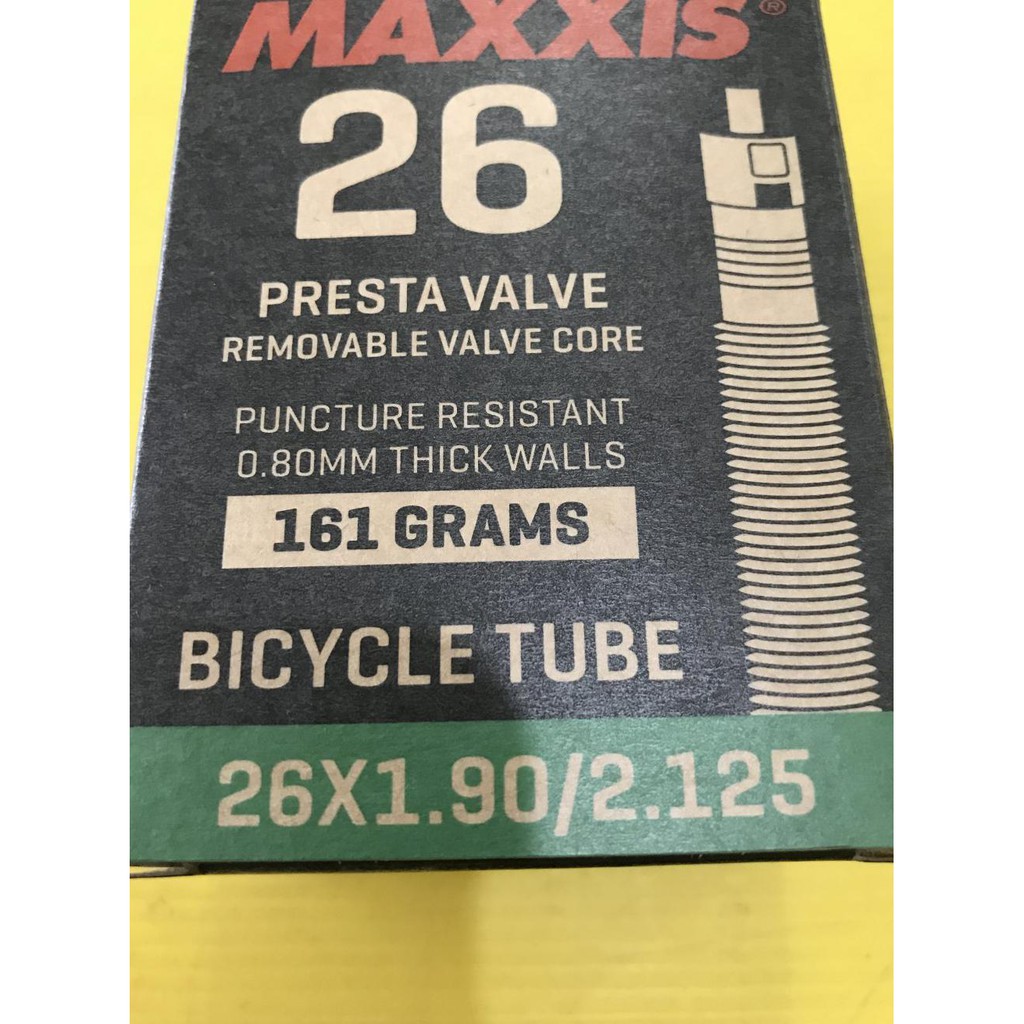 MAXXIS®
26
PRESTA VALVE
REMOVABLE VALVE CORE
PUNCTURE RESISTANT
0.80MM THICK WALLS
161 GRAMS
BICYCLE TUBE
26X1.90/2.125